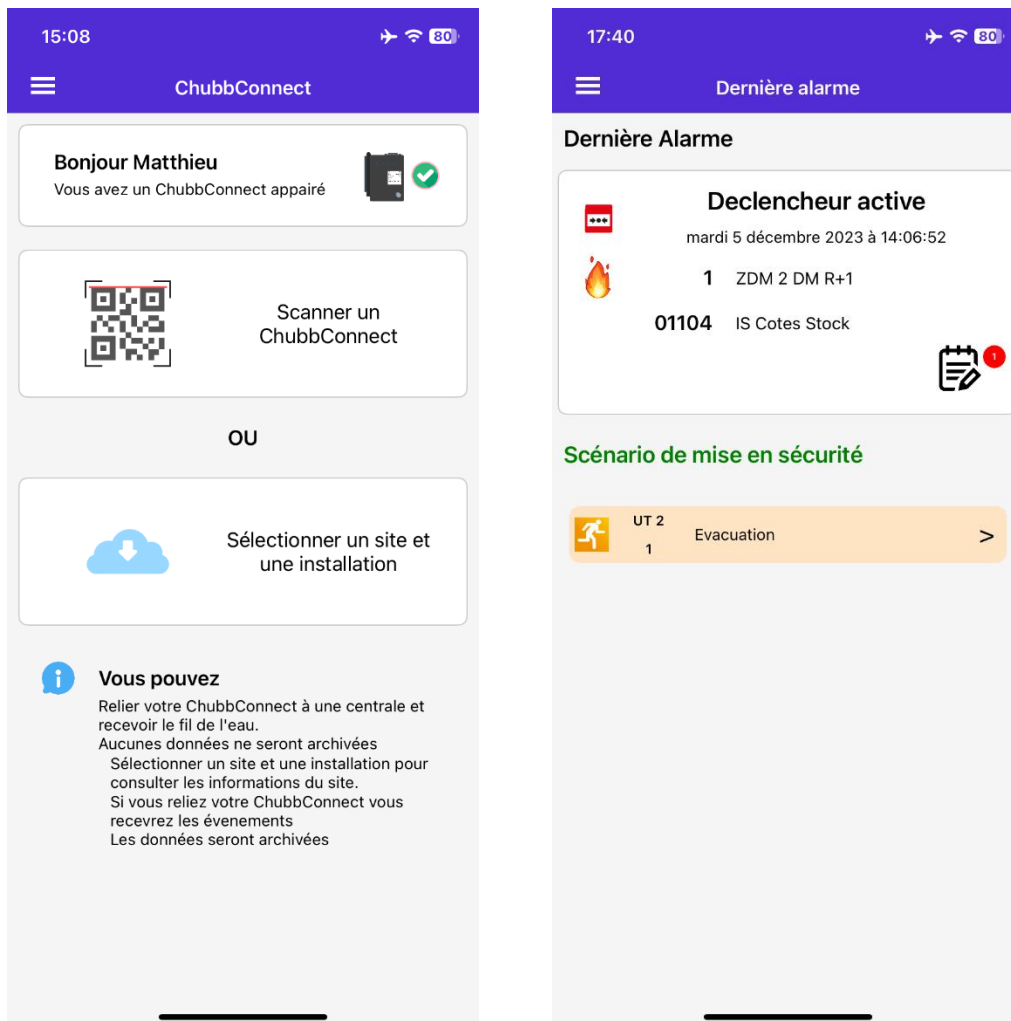 15:08
80
ChubbConnect
Bonjour Matthieu
Vous avez un ChubbConnect appairé
Scanner un
ChubbConnect
OU
Sélectionner un site et
une installation
Vous pouvez
Relier votre ChubbConnect à une centrale et
recevoir le fil de l'eau.
Aucunes données ne seront archivées
Sélectionner un site et une installation pour
consulter les informations du site.
Si vous reliez votre ChubbConnect vous
recevrez les évenements
Les données seront archivées
17:40
80
Dernière alarme
Dernière Alarme
Declencheur active
mardi 5 décembre 2023 à 14:06:52
1 ZDM 2 DM R+1
01104 IS Cotes Stock
1
Scénario de mise en sécurité
UT 2
1
Evacuation >